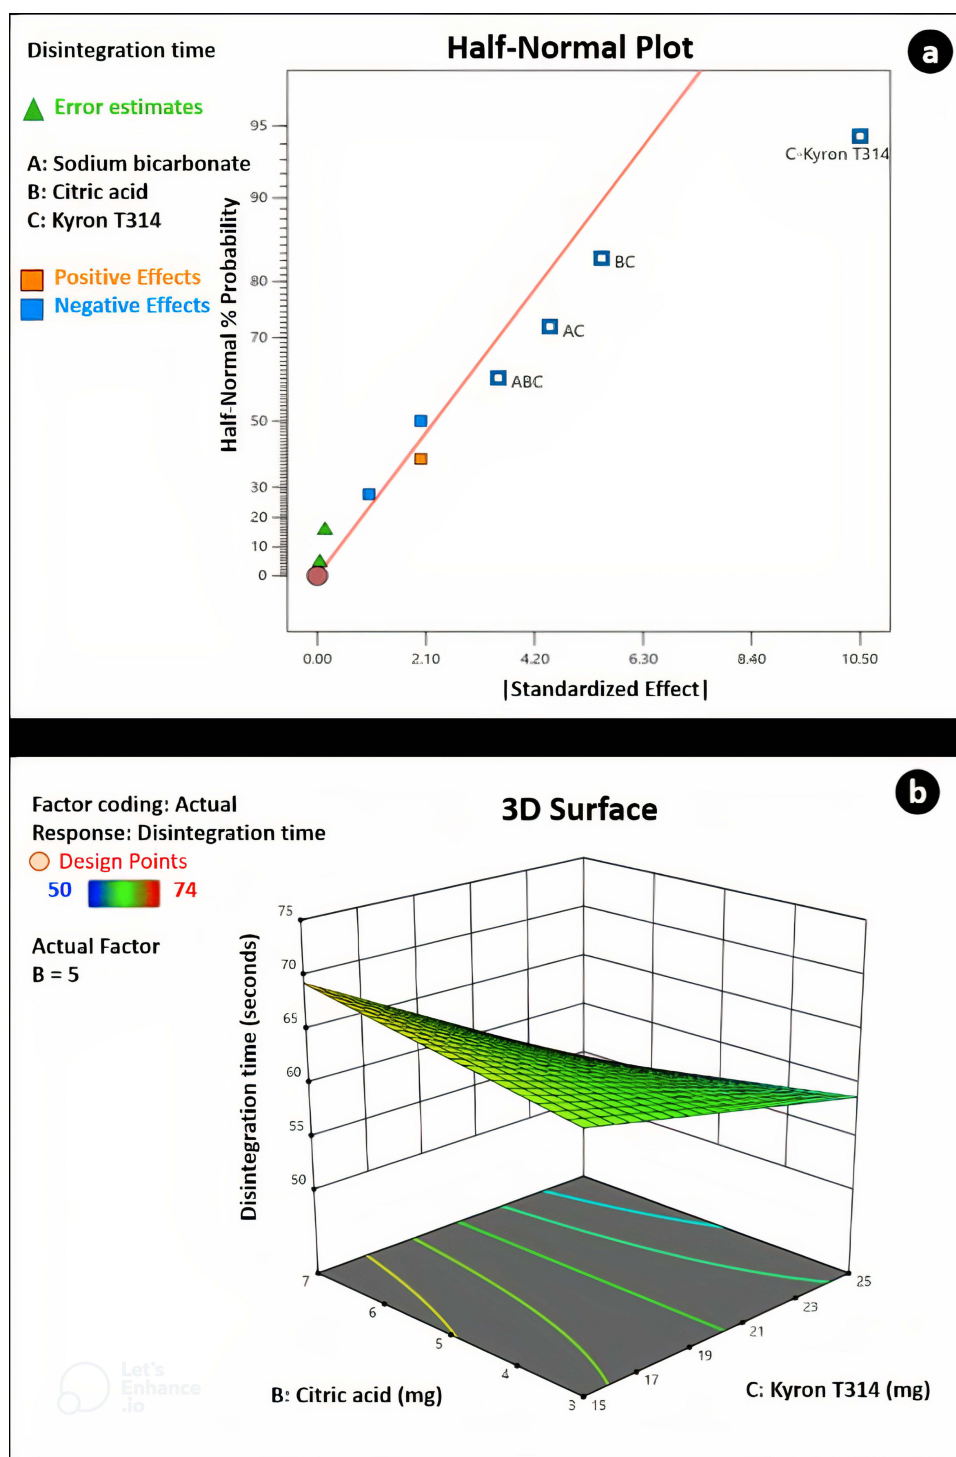 Half-Normal Plot
a
Disintegration time
Error estimates
A: Sodium bicarbonate
B: Citric acid
C: Kyron T314
Positive Effects
Negative Effects
Half-Normal % Probability
95
90
80
70
50
30
20
10
0
C-Kyron T314
BC
AC
ABC
0.00
2.10
4.20
6.30
8.40
10.50
|Standardized Effect|
b
3D Surface
Factor coding: Actual
Response: Disintegration time
Design Points
50
74
Actual Factor
B = 5
Disintegration time (seconds)
75
70
65
60
55
50
7
6
5
4
3
15
17
19
21
23
25
B: Citric acid (mg)
C: Kyron T314 (mg)
Let's
Enhance
.io